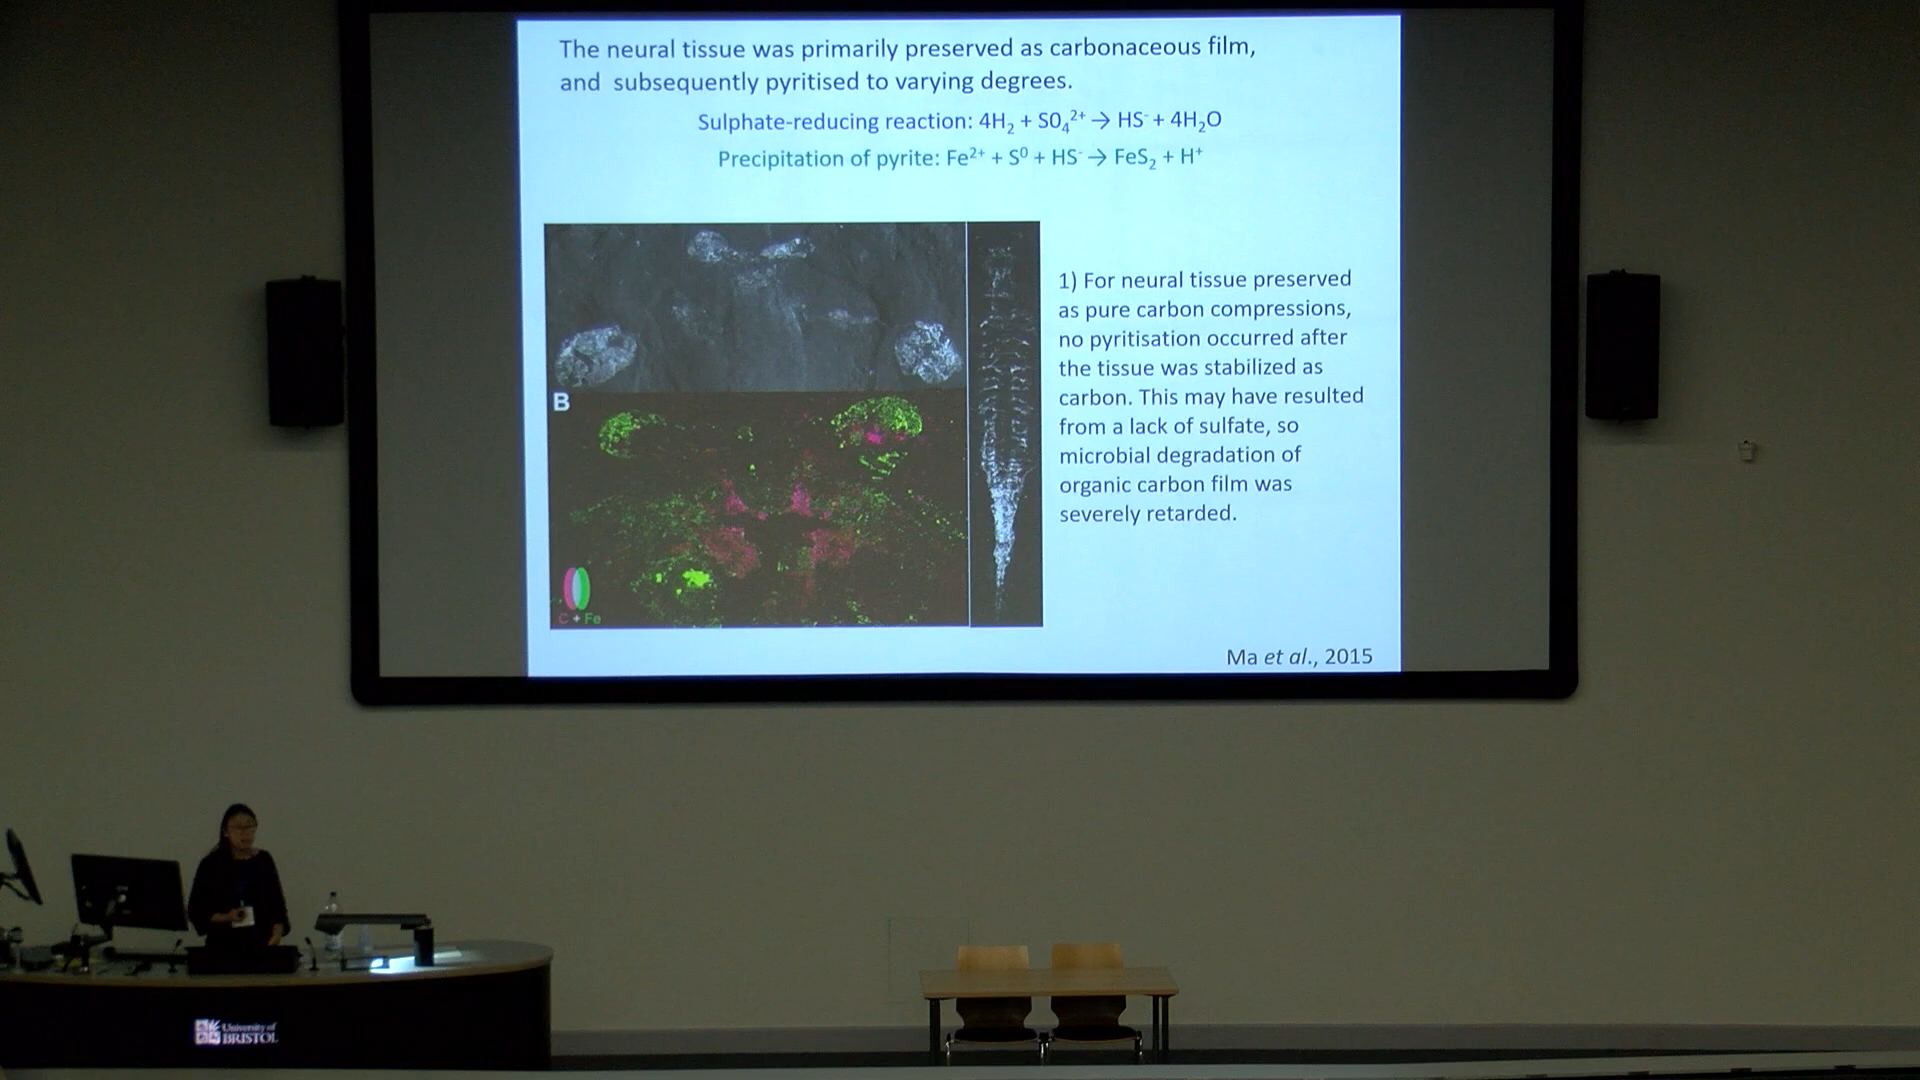 The neural tissue was primarily preserved as carbonaceous film,
and subsequently pyritised to varying degrees.
Sulphate-reducing reaction: 4H₂ + SO₄²⁺ → HS⁻ + 4H₂O
Precipitation of pyrite: Fe²⁺ + S⁰ + HS⁻ → FeS₂ + H⁺
1) For neural tissue preserved
as pure carbon compressions,
no pyritisation occurred after
the tissue was stabilized as
carbon. This may have resulted
from a lack of sulfate, so
microbial degradation of
organic carbon film was
severely retarded.
B
C + Fe
Ma et al., 2015
University of
BRISTOL